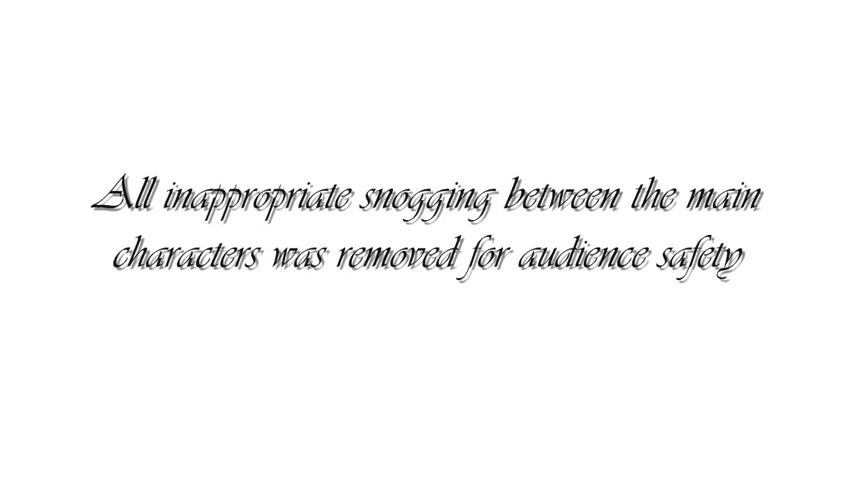 All inappropriate snogging between the main
characters was removed for audience safety